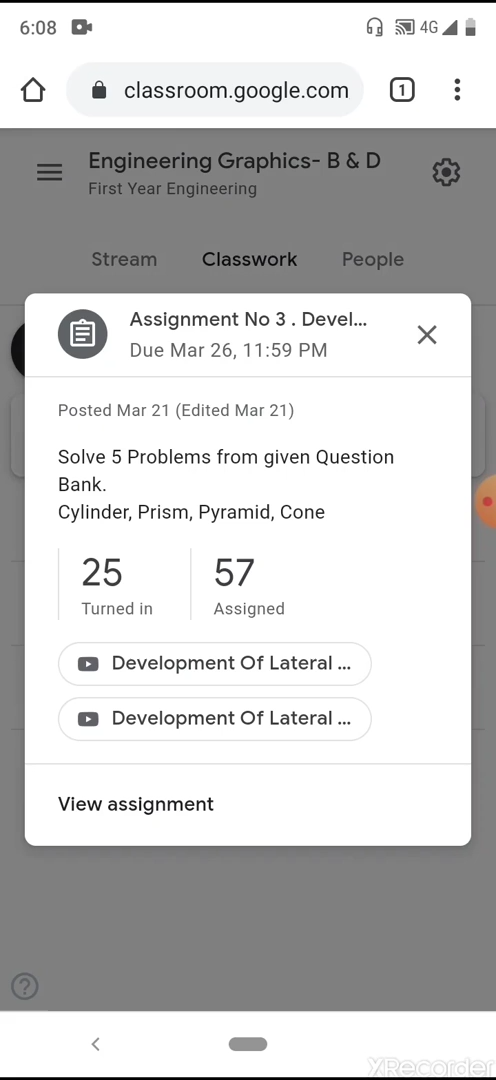 6:08
4G
classroom.google.com
1
Engineering Graphics- B & D
First Year Engineering
Stream Classwork People
Assignment No 3 . Devel...
Due Mar 26, 11:59 PM
Posted Mar 21 (Edited Mar 21)
Solve 5 Problems from given Question
Bank.
Cylinder, Prism, Pyramid, Cone
25 57
Turned in Assigned
Development Of Lateral ...
Development Of Lateral ...
View assignment
XRecorder